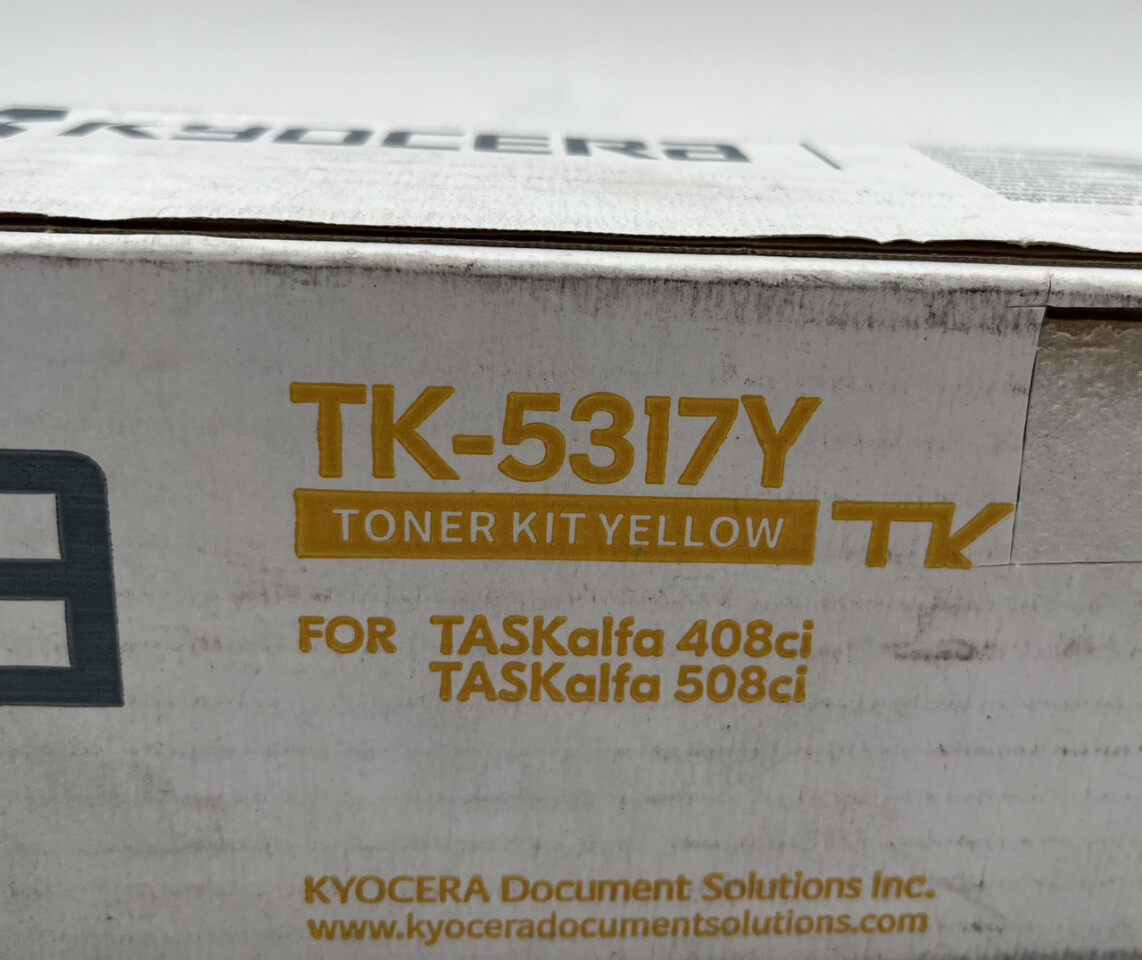 KYOCERA
TK-5317Y
TONER KIT YELLOW TK
FOR TASKalfa 408ci
TASKalfa 508ci
KYOCERA Document Solutions Inc.
www.kyoceradocumentsolutions.com